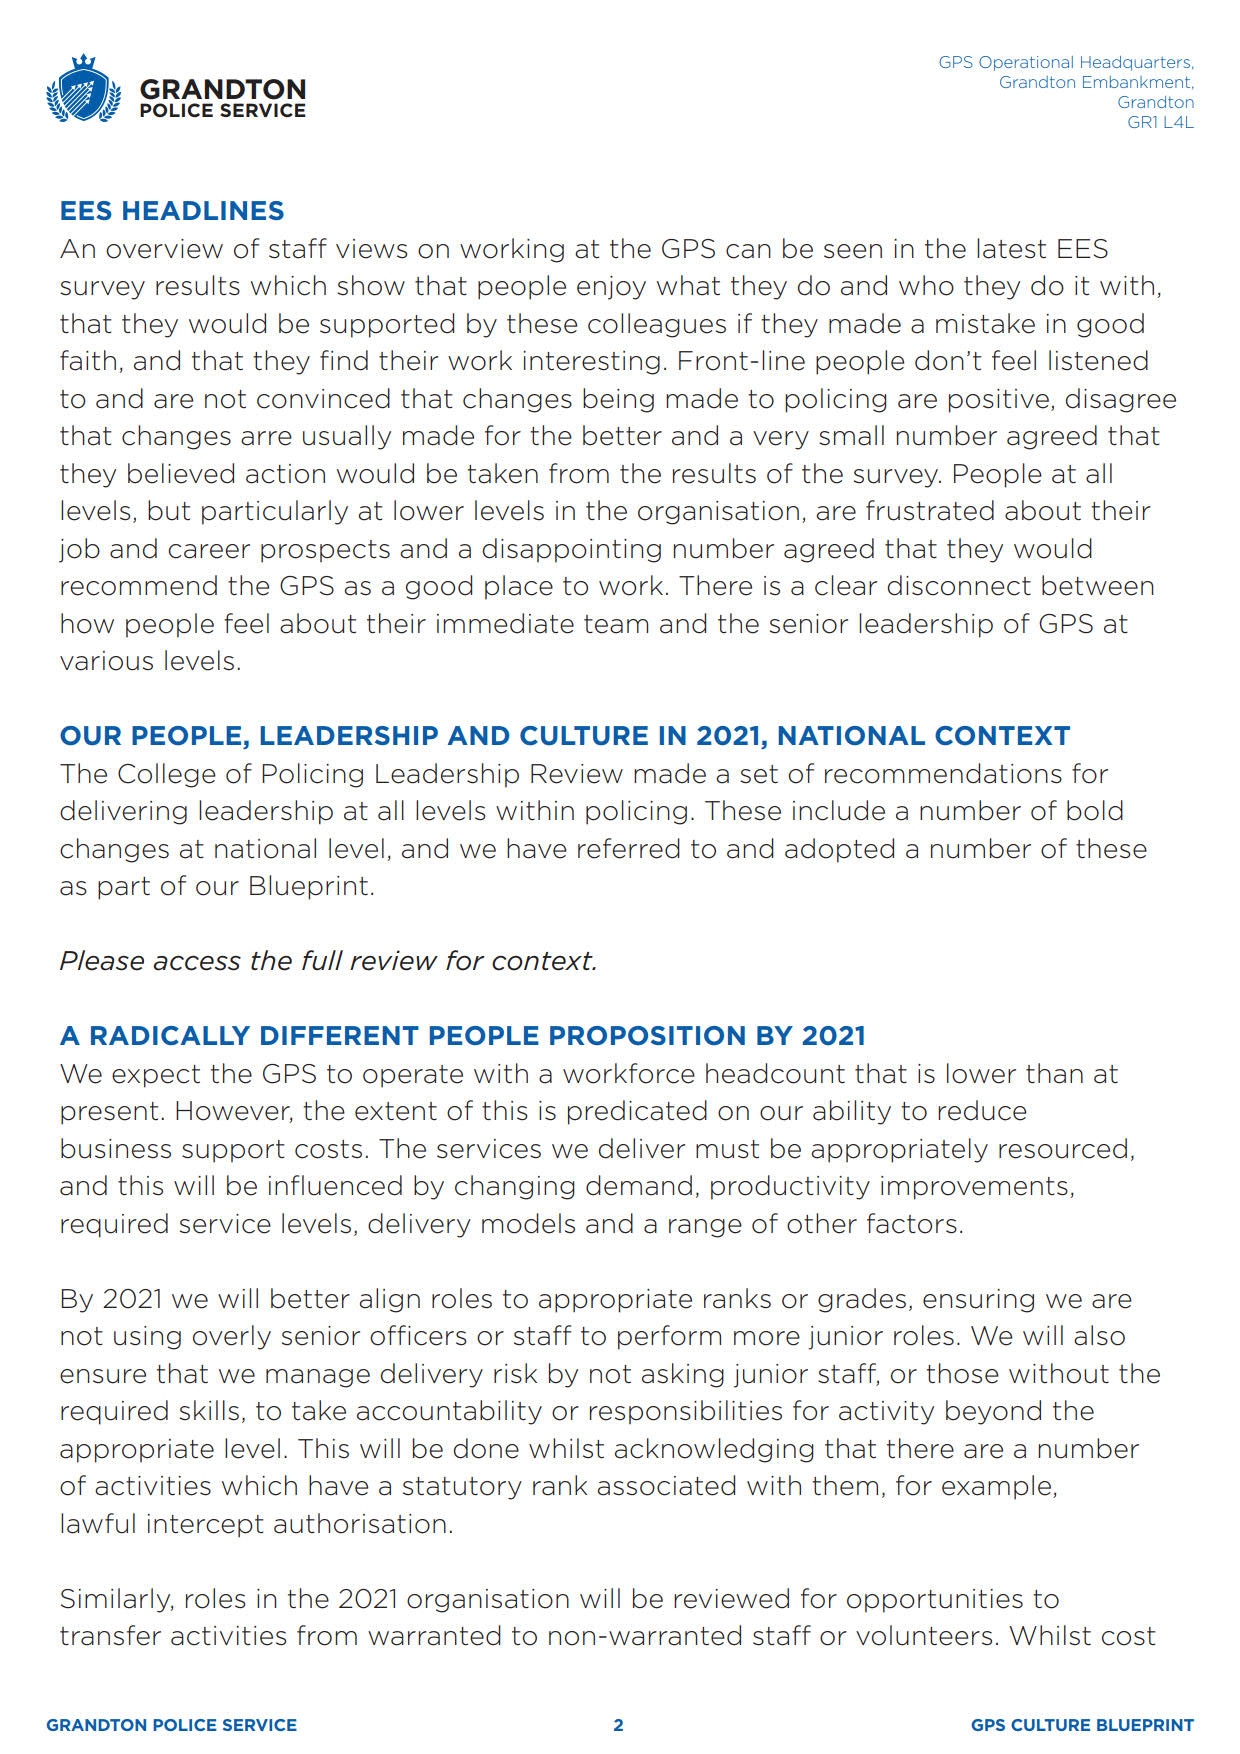 GRANDTON
POLICE SERVICE
GPS Operational Headquarters,
Grandton Embankment,
Grandton
GR1 L4L
EES HEADLINES
An overview of staff views on working at the GPS can be seen in the latest EES
survey results which show that people enjoy what they do and who they do it with,
that they would be supported by these colleagues if they made a mistake in good
faith, and that they find their work interesting. Front-line people don’t feel listened
to and are not convinced that changes being made to policing are positive, disagree
that changes arre usually made for the better and a very small number agreed that
they believed action would be taken from the results of the survey. People at all
levels, but particularly at lower levels in the organisation, are frustrated about their
job and career prospects and a disappointing number agreed that they would
recommend the GPS as a good place to work. There is a clear disconnect between
how people feel about their immediate team and the senior leadership of GPS at
various levels.
OUR PEOPLE, LEADERSHIP AND CULTURE IN 2021, NATIONAL CONTEXT
The College of Policing Leadership Review made a set of recommendations for
delivering leadership at all levels within policing. These include a number of bold
changes at national level, and we have referred to and adopted a number of these
as part of our Blueprint.
Please access the full review for context.
A RADICALLY DIFFERENT PEOPLE PROPOSITION BY 2021
We expect the GPS to operate with a workforce headcount that is lower than at
present. However, the extent of this is predicated on our ability to reduce
business support costs. The services we deliver must be appropriately resourced,
and this will be influenced by changing demand, productivity improvements,
required service levels, delivery models and a range of other factors.
By 2021 we will better align roles to appropriate ranks or grades, ensuring we are
not using overly senior officers or staff to perform more junior roles. We will also
ensure that we manage delivery risk by not asking junior staff, or those without the
required skills, to take accountability or responsibilities for activity beyond the
appropriate level. This will be done whilst acknowledging that there are a number
of activities which have a statutory rank associated with them, for example,
lawful intercept authorisation.
Similarly, roles in the 2021 organisation will be reviewed for opportunities to
transfer activities from warranted to non-warranted staff or volunteers. Whilst cost
GRANDTON POLICE SERVICE
2
GPS CULTURE BLUEPRINT